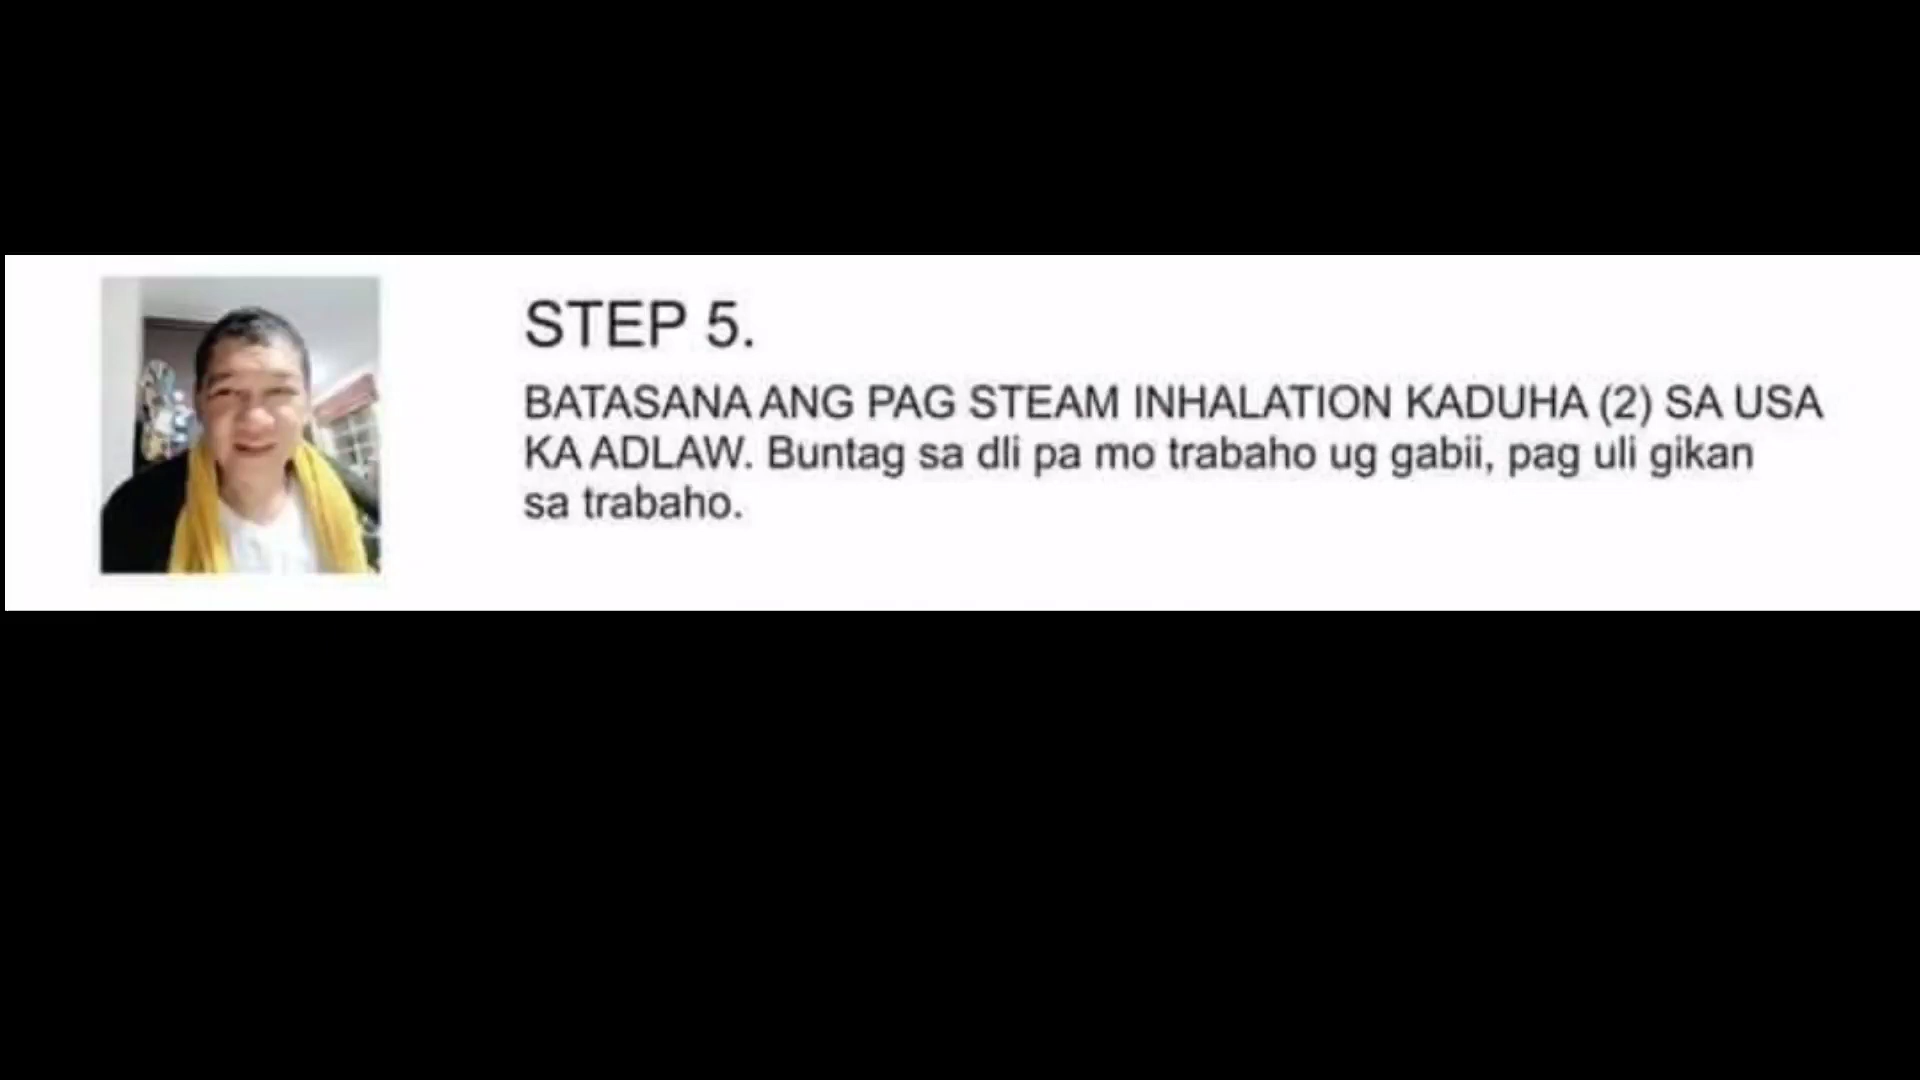 STEP 5.
BATASANA ANG PAG STEAM INHALATION KADUHA (2) SA USA
KA ADLAW. Buntag sa dli pa mo trabaho ug gabii, pag uli gikan
sa trabaho.